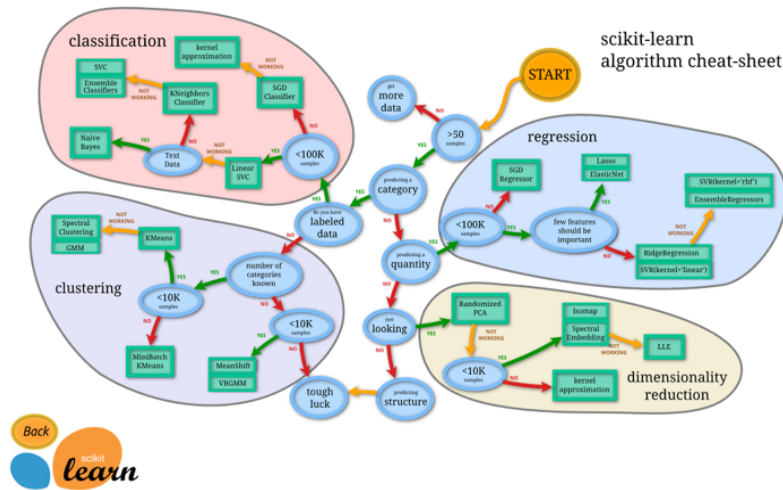 scikit-learn
algorithm cheat-sheet
START
>50
samples
NO
get
more
data
YES
predicting a
category
YES
do you have
labeled
data
YES
classification
<100K
samples
YES
Linear
SVC
NOT
WORKING
Text
Data
YES
Naive
Bayes
NO
KNeighbors
Classifier
NOT
WORKING
SVC
Ensemble
Classifiers
NO
SGD
Classifier
NOT
WORKING
kernel
approximation
NO
clustering
number of
categories
known
YES
<10K
samples
YES
KMeans
NOT
WORKING
Spectral
Clustering
GMM
NO
MiniBatch
KMeans
NO
<10K
samples
YES
MeanShift
VBGMM
NO
tough
luck
NO
predicting a
quantity
YES
regression
<100K
samples
NO
SGD
Regressor
YES
few features
should be
important
YES
Lasso
ElasticNet
NO
RidgeRegression
SVR(kernel='linear')
NOT
WORKING
SVR(kernel='rbf')
EnsembleRegressors
NO
just
looking
YES
dimensionality
reduction
Randomized
PCA
NOT
WORKING
<10K
samples
YES
Isomap
Spectral
Embedding
NOT
WORKING
LLE
NO
kernel
approximation
NO
predicting
structure
Back
scikit
learn